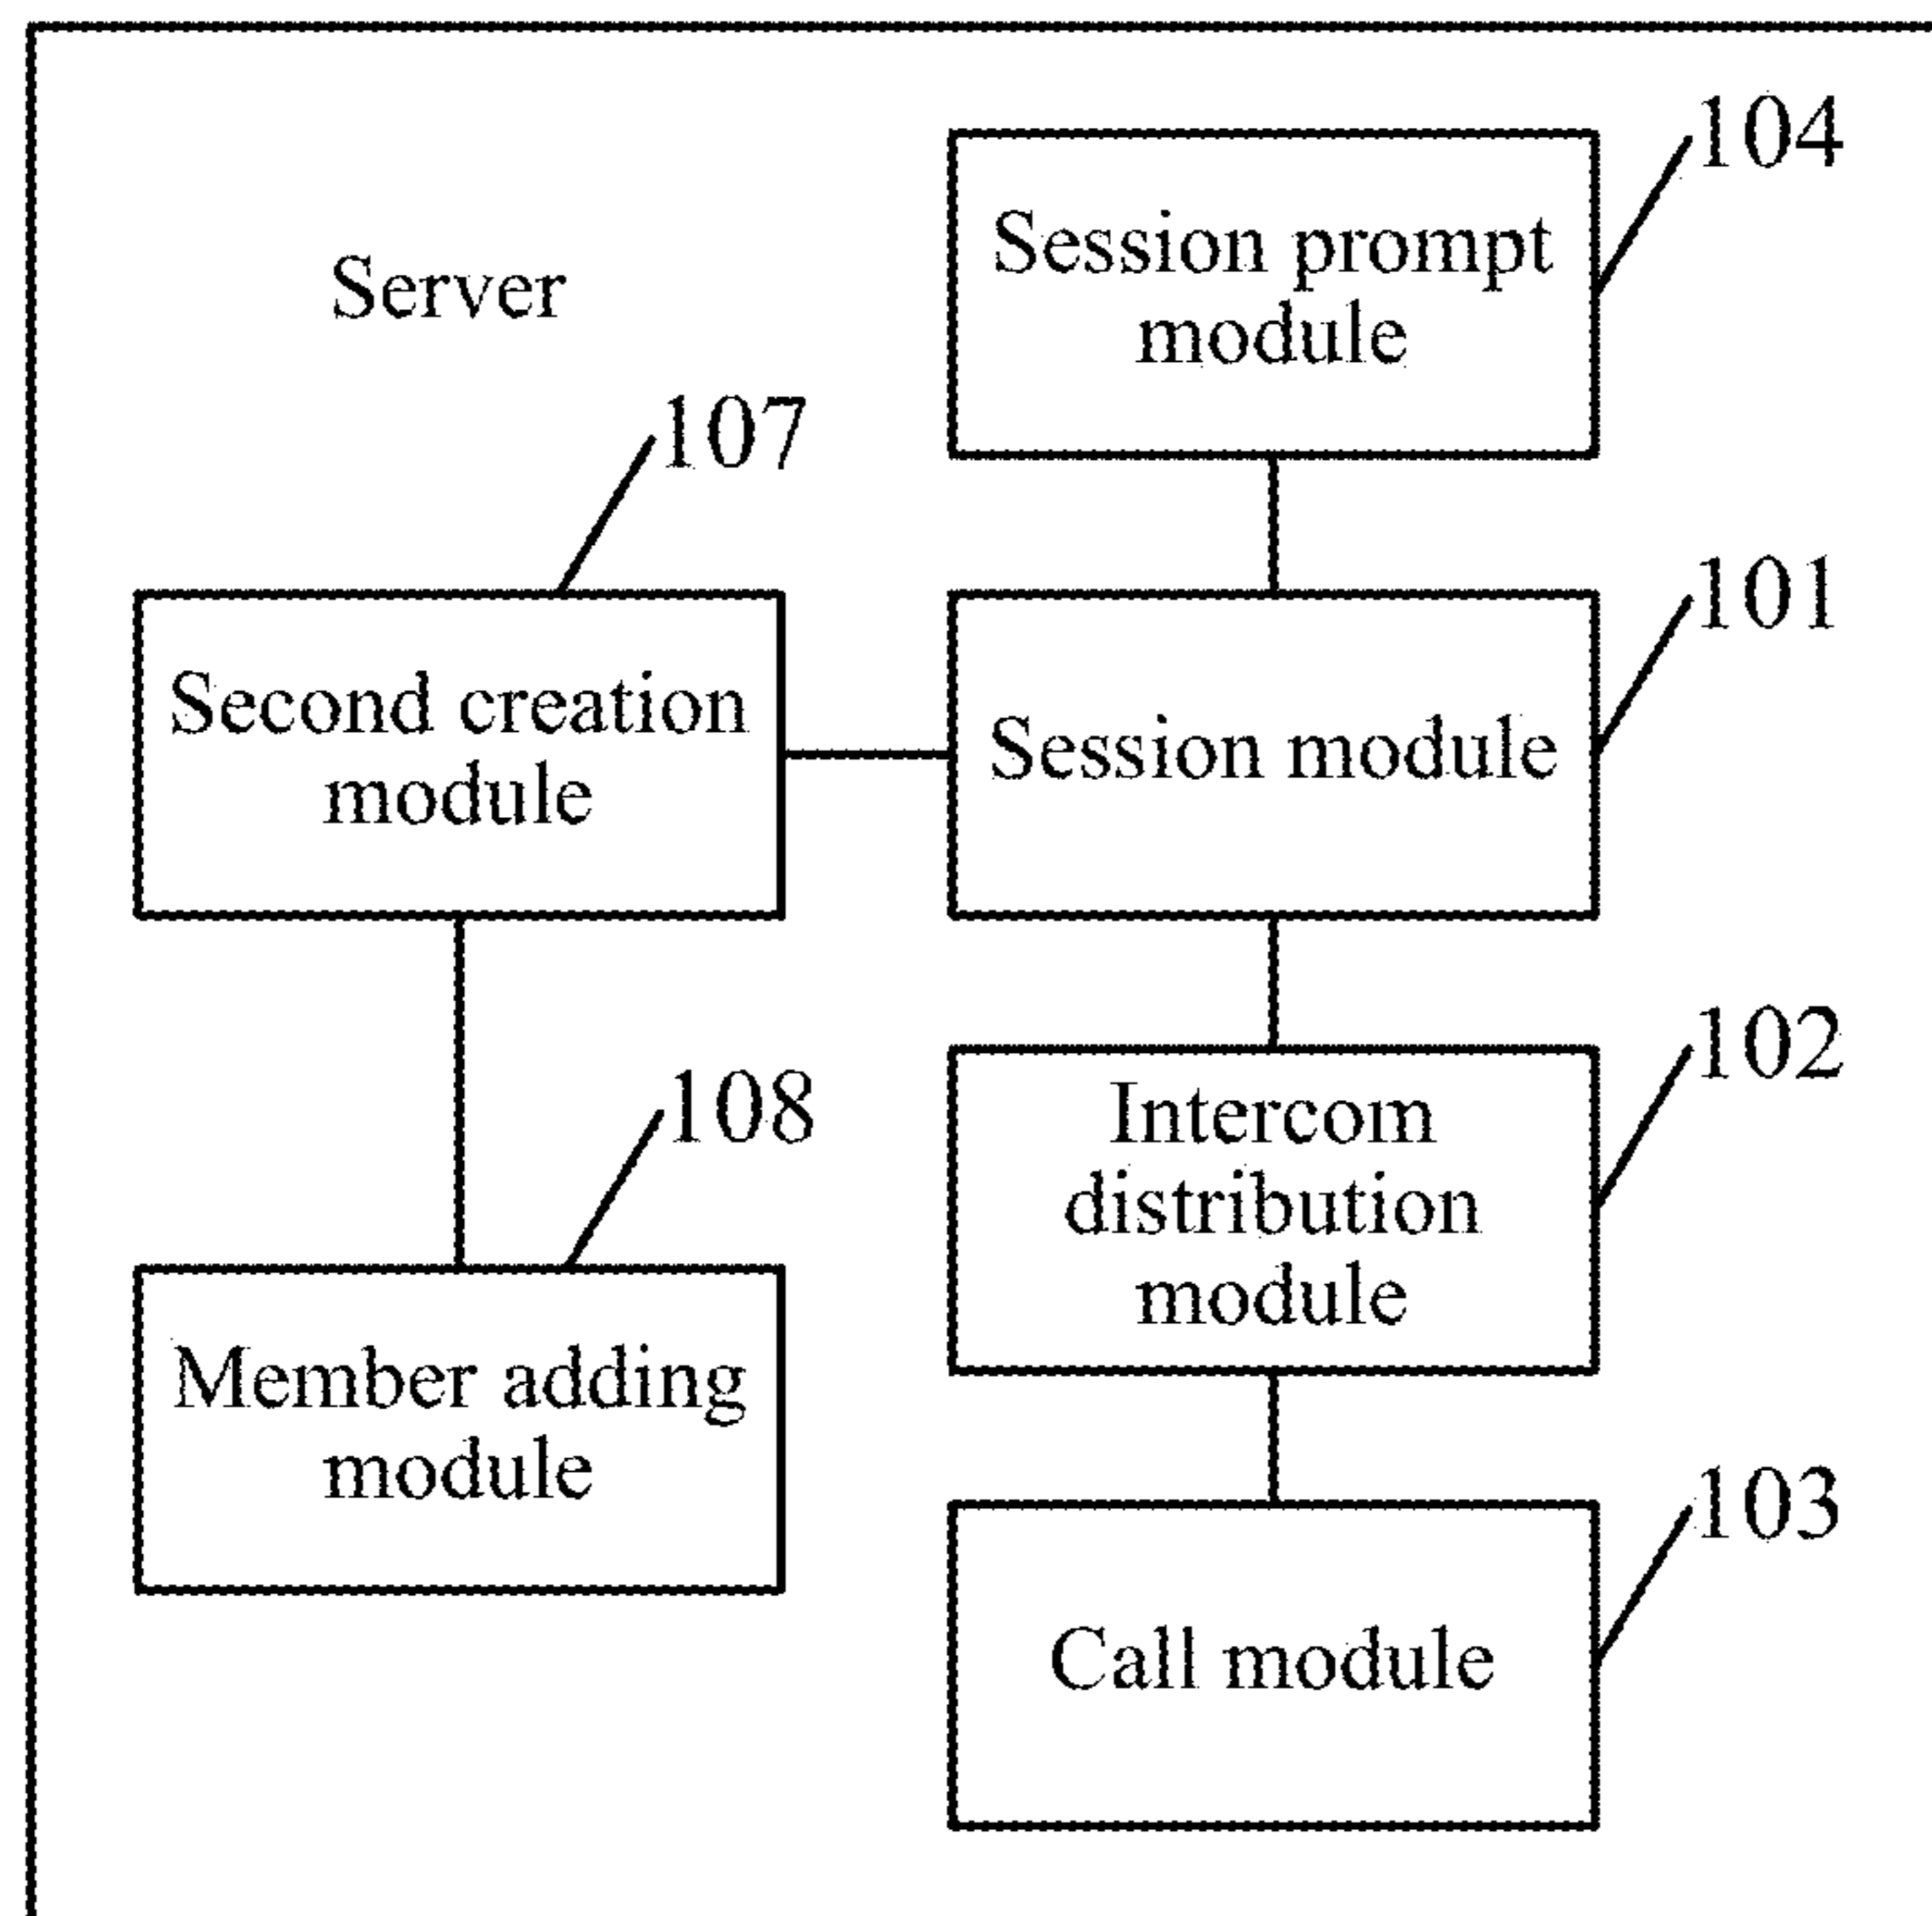 104
Session prompt
module
Server
107
101
Second creation
module
Session module
102
108
Intercom
distribution
module
Member adding
module
103
Call module